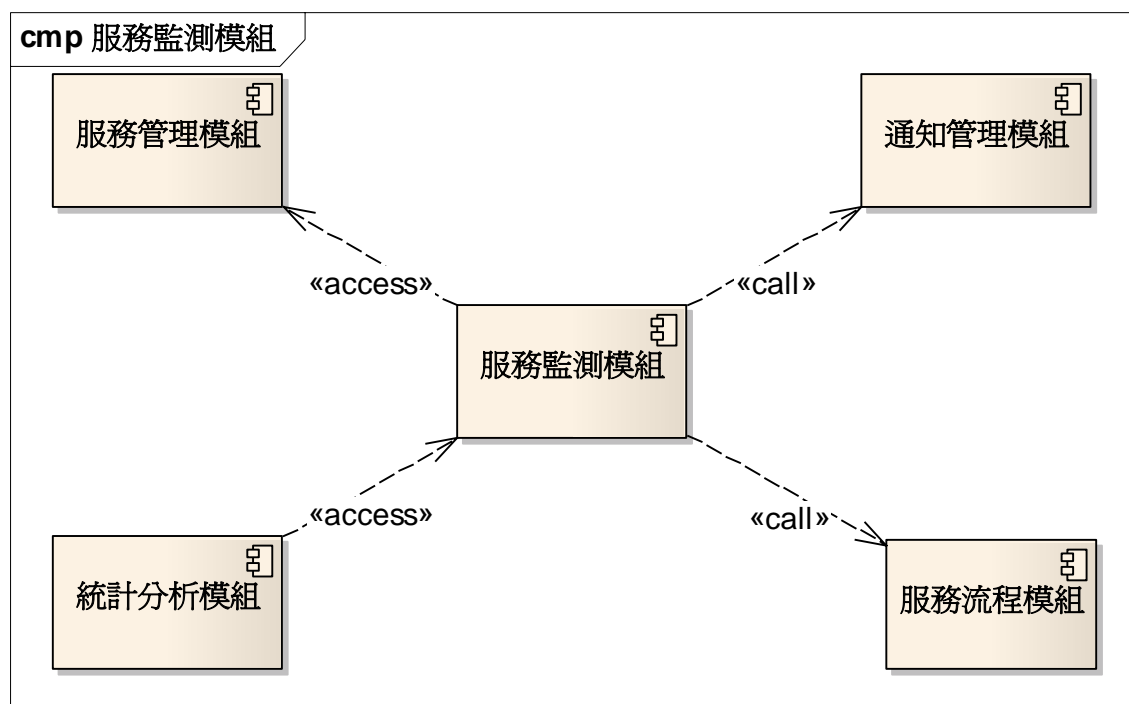 cmp 服務監測模組
服務管理模組
通知管理模組
«access»
«call»
服務監測模組
«access»
«call»
統計分析模組
服務流程模組